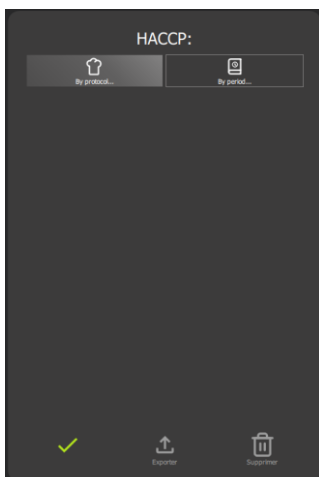 HACCP:
By protocol...
By period...
Exporter
Supprimer